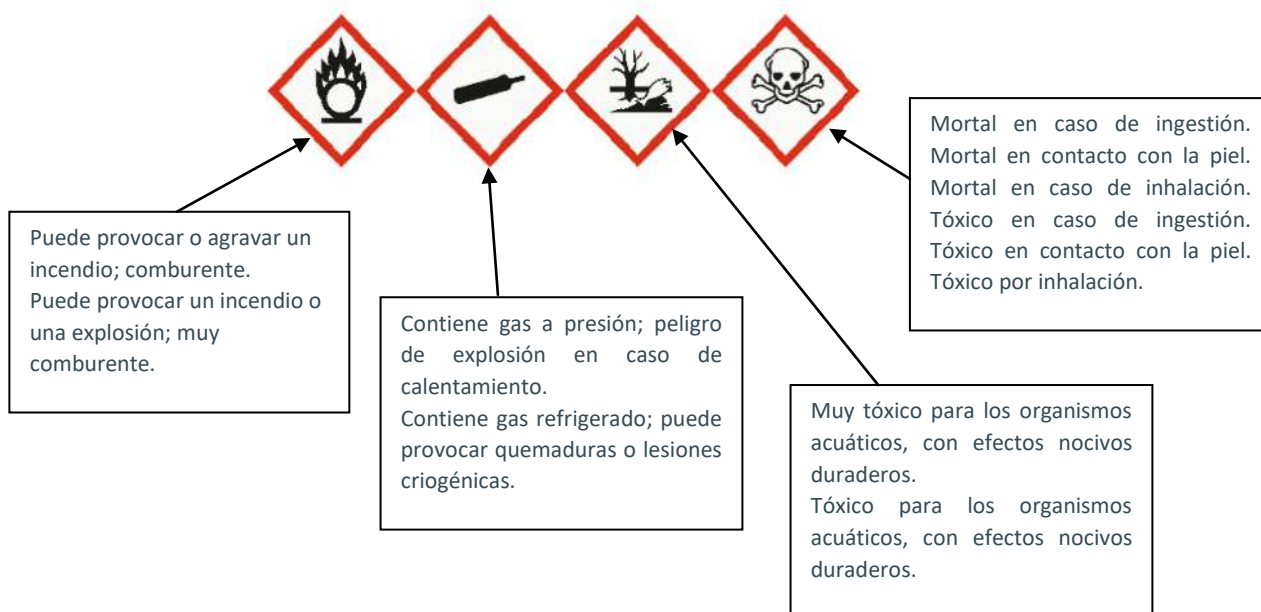 Mortal en caso de ingestión.
Mortal en contacto con la piel.
Mortal en caso de inhalación.
Tóxico en caso de ingestión.
Tóxico en contacto con la piel.
Tóxico por inhalación.
Puede provocar o agravar un
incendio; comburente.
Puede provocar un incendio o
una explosión; muy
comburente.
Contiene gas a presión; peligro
de explosión en caso de
calentamiento.
Contiene gas refrigerado; puede
provocar quemaduras o lesiones
criogénicas.
Muy tóxico para los organismos
acuáticos, con efectos nocivos
duraderos.
Tóxico para los organismos
acuáticos, con efectos nocivos
duraderos.